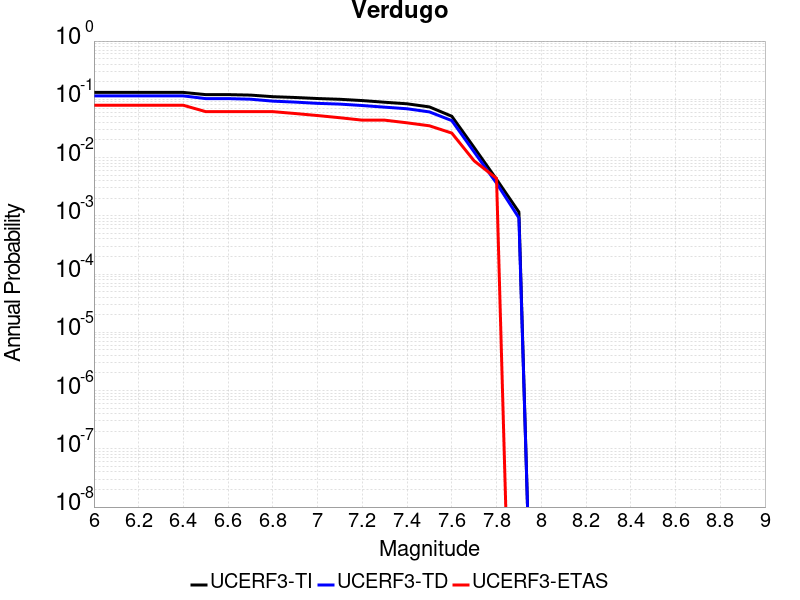 Verdugo
Annual Probability
10^0
10^-1
10^-2
10^-3
10^-4
10^-5
10^-6
10^-7
10^-8
6 6.2 6.4 6.6 6.8 7 7.2 7.4 7.6 7.8 8 8.2 8.4 8.6 8.8 9
Magnitude
UCERF3-TI UCERF3-TD UCERF3-ETAS